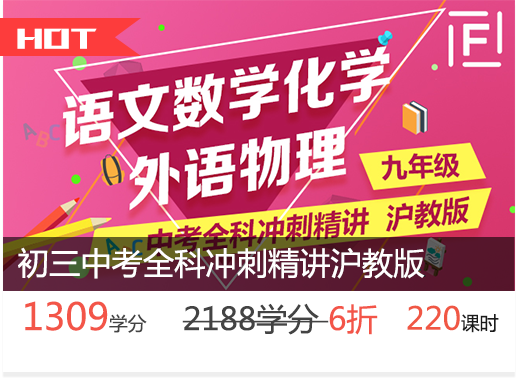 HOT
语文数学化学
外语物理
九年级
中考全科冲刺精讲 沪教版
初三中考全科冲刺精讲沪教版
1309学分 2188学分 6折 220课时